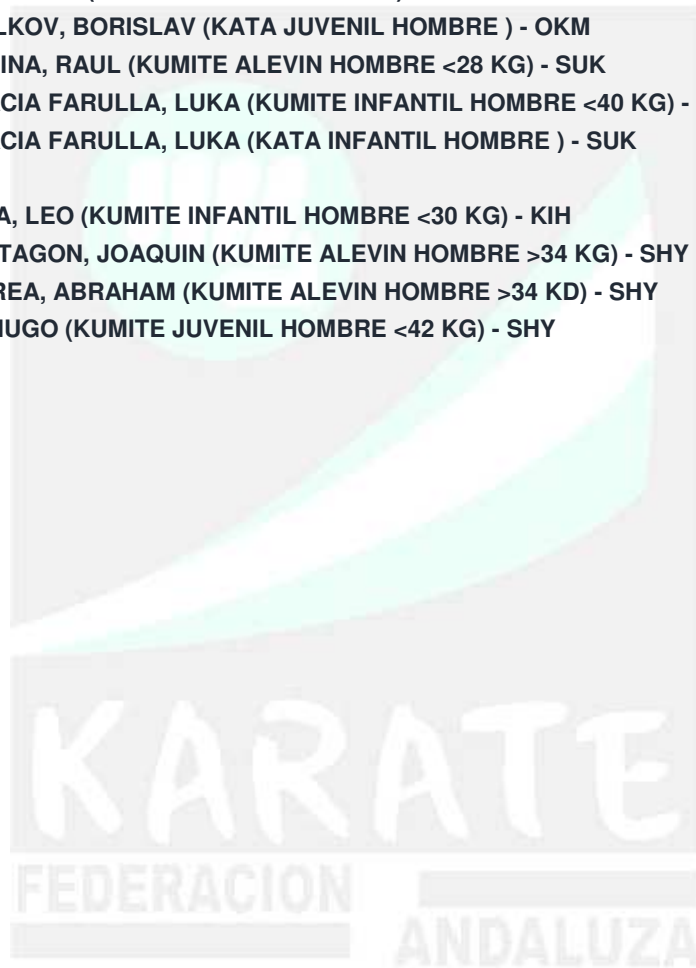 LKOV, BORISLAV (KATA JUVENIL HOMBRE ) - OKM
INA, RAUL (KUMITE ALEVIN HOMBRE <28 KG) - SUK
CIA FARULLA, LUKA (KUMITE INFANTIL HOMBRE <40 KG) -
CIA FARULLA, LUKA (KATA INFANTIL HOMBRE ) - SUK
A, LEO (KUMITE INFANTIL HOMBRE <30 KG) - KIH
TAGON, JOAQUIN (KUMITE ALEVIN HOMBRE >34 KG) - SHY
REA, ABRAHAM (KUMITE ALEVIN HOMBRE >34 KD) - SHY
HUGO (KUMITE JUVENIL HOMBRE <42 KG) - SHY
KARATE
FEDERACION
ANDALUZA